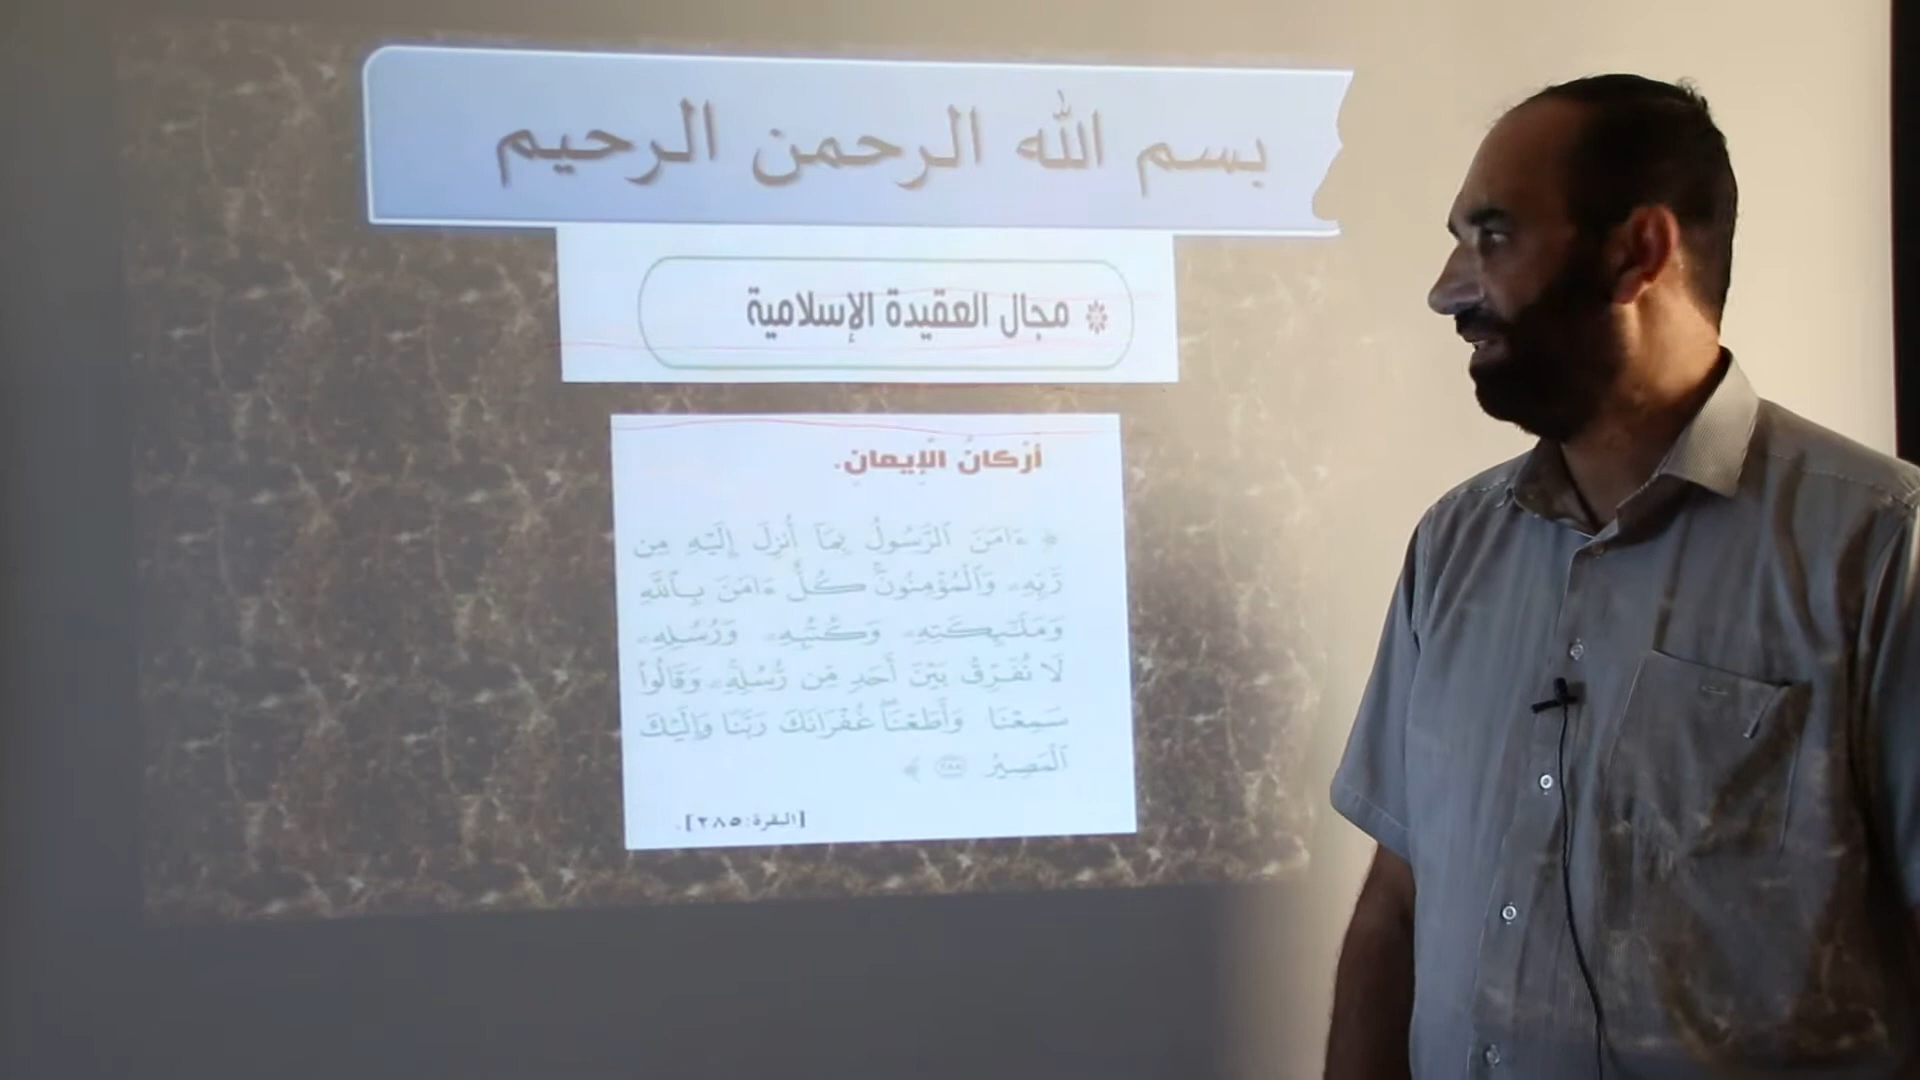 بسم الله الرحمن الرحيم
❊ مجال العقيدة الإسلامية
أركان الإيمان.
﴿ ءَامَنَ ٱلرَّسُولُ بِمَآ أُنزِلَ إِلَيْهِ مِن
رَّبِّهِۦ وَٱلْمُؤْمِنُونَۚ كُلٌّ ءَامَنَ بِٱللَّهِ
وَمَلَٰٓئِكَتِهِۦ وَكُتُبِهِۦ وَرُسُلِهِۦ
لَا نُفَرِّقُ بَيْنَ أَحَدٍ مِّن رُّسُلِهِۦۚ وَقَالُوا۟
سَمِعْنَا وَأَطَعْنَاۖ غُفْرَانَكَ رَبَّنَا وَإِلَيْكَ
ٱلْمَصِيرُ ٢٨٥ ﴾
[البقرة: ٢٨٥].